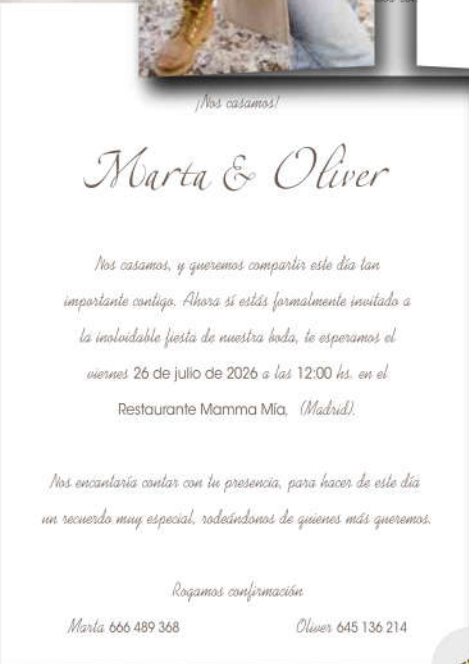 ¡Nos casamos!
Marta & Oliver
Nos casamos, y queremos compartir este día tan
importante contigo. Ahora sí estás formalmente invitado a
la inolvidable fiesta de nuestra boda, te esperamos el
viernes 26 de julio de 2026 a las 12:00 hs. en el
Restaurante Mamma Mía, (Madrid).
Nos encantaría contar con tu presencia, para hacer de este día
un recuerdo muy especial, rodeándonos de quienes más queremos.
Rogamos confirmación
Marta 666 489 368 Oliver 645 136 214